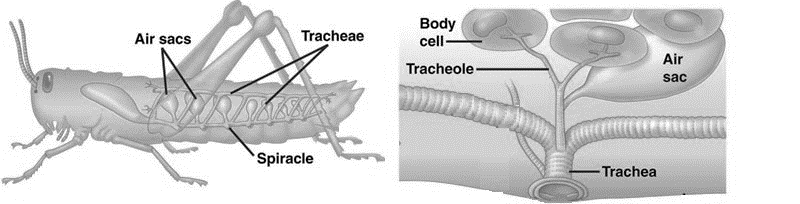 Air sacs
Tracheae
Spiracle
Body
cell
Tracheole
Air
sac
Trachea